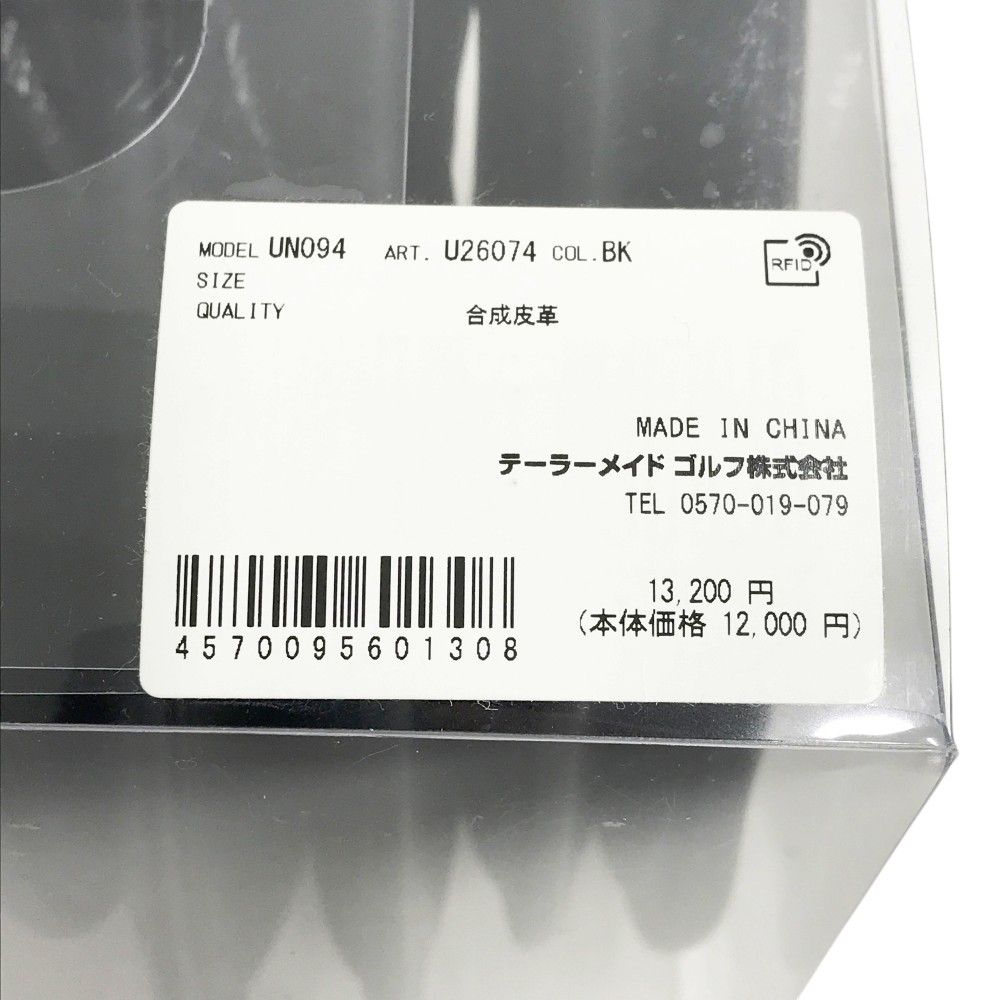 MODEL UN094 ART. U26074 COL.BK
RFID
SIZE
QUALITY 合成皮革
MADE IN CHINA
テーラーメイド ゴルフ株式会社
TEL 0570-019-079
13,200 円
(本体価格 12,000 円)
4570095601308